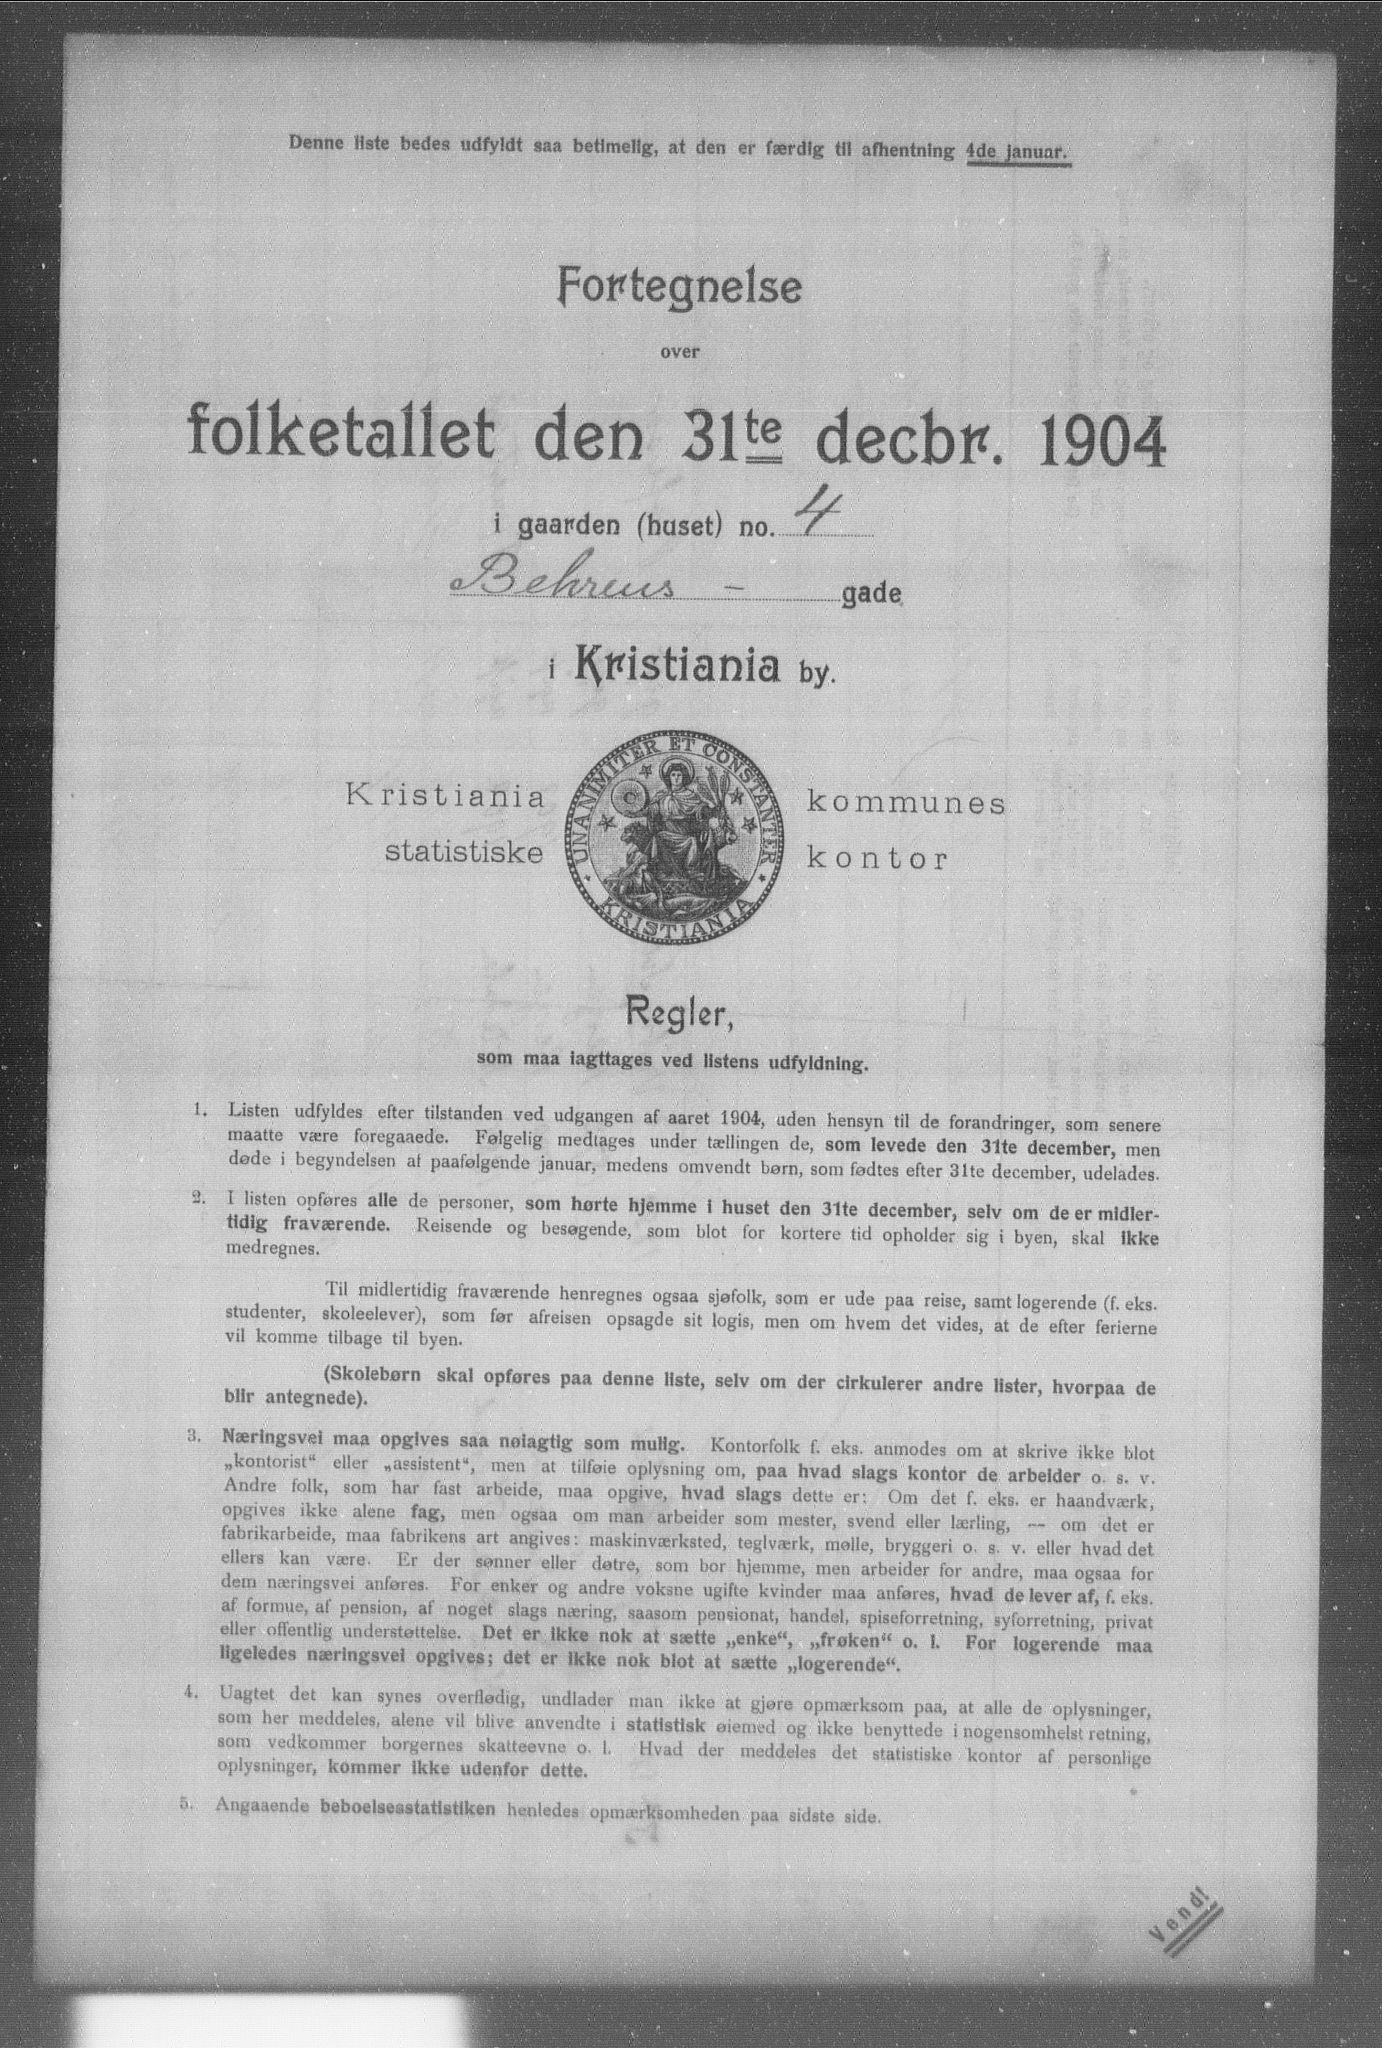 Denne liste bedes udfyldt saa betimelig, at den er færdig til afhentning 4de januar.
Fortegnelse
over
folketallet den 31te decbr. 1904
i gaarden (huset) no. 4
Behrens - gade
i Kristiania by.
Kristiania kommunes
statistiske kontor
UNANIMITER ET CONSTANTER
KRISTIANIA
Regler,
som maa iagttages ved listens udfyldning.
1. Listen udfyldes efter tilstanden ved udgangen af aaret 1904, uden hensyn til de forandringer, som senere
maatte være foregaaede. Følgelig medtages under tællingen de, som levede den 31te december, men
døde i begyndelsen af paafølgende januar, medens omvendt børn, som fødtes efter 31te december, udelades.
2. I listen opføres alle de personer, som hørte hjemme i huset den 31te december, selv om de er midler-
tidig fraværende. Reisende og besøgende, som blot for kortere tid opholder sig i byen, skal ikke
medregnes.
Til midlertidig fraværende henregnes ogsaa sjøfolk, som er ude paa reise, samt logerende (f. eks.
studenter, skoleelever), som før afreisen opsagde sit logis, men om hvem det vides, at de efter ferierne
vil komme tilbage til byen.
(Skolebørn skal opføres paa denne liste, selv om der cirkulerer andre lister, hvorpaa de
blir antegnede).
3. Næringsvei maa opgives saa nøiagtig som mulig. Kontorfolk f. eks. anmodes om at skrive ikke blot
„kontorist“ eller „assistent“, men at tilføie oplysning om, paa hvad slags kontor de arbeider o. s. v.
Andre folk, som har fast arbeide, maa opgive, hvad slags dette er: Om det f. eks. er haandværk,
opgives ikke alene fag, men ogsaa om man arbeider som mester, svend eller lærling, — om det er
fabrikarbeide, maa fabrikens art angives: maskinværksted, teglværk, mølle, bryggeri o. s. v. eller hvad det
ellers kan være. Er der sønner eller døtre, som bor hjemme, men arbeider for andre, maa ogsaa for
dem næringsvei anføres. For enker og andre voksne ugifte kvinder maa anføres, hvad de lever af, f. eks.
af formue, af pension, af noget slags næring, saasom pensionat, handel, spiseforretning, syforretning, privat
eller offentlig understøttelse. Det er ikke nok at sætte „enke“, „frøken“ o. l. For logerende maa
ligeledes næringsvei opgives; det er ikke nok blot at sætte „logerende“.
4. Uagtet det kan synes overflødig, undlader man ikke at gjøre opmærksom paa, at alle de oplysninger,
som her meddeles, alene vil blive anvendte i statistisk øiemed og ikke benyttede i nogensomhelst retning,
som vedkommer borgernes skatteevne o. l. Hvad der meddeles det statistiske kontor af personlige
oplysninger, kommer ikke udenfor dette.
5. Angaaende beboelsesstatistiken henledes opmærksomheden paa sidste side.
Vend!